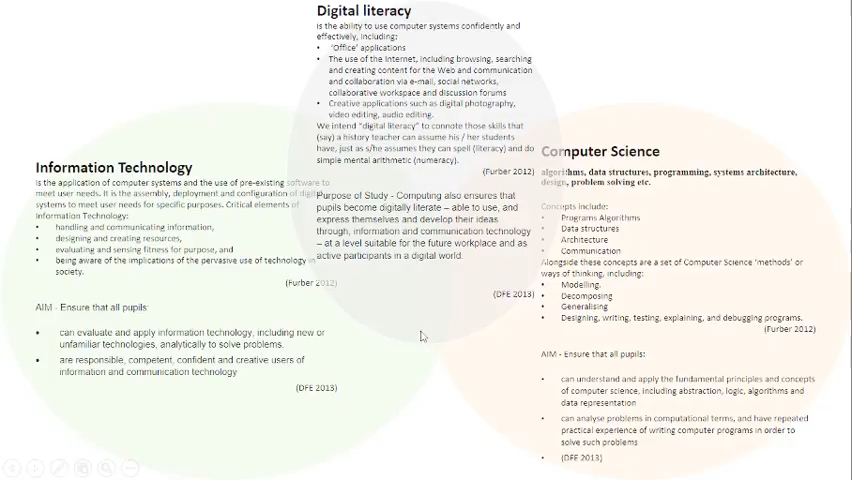 Digital literacy
is the ability to use computer systems confidently and
effectively, including:
• 'Office' applications
• The use of the Internet, including browsing, searching
and creating content for the Web and communication
and collaboration via e-mail, social networks,
collaborative workspace and discussion forums
• Creative applications such as digital photography,
video editing, audio editing.
We intend "digital literacy" to connote those skills that
(say) a history teacher can assume his / her students
have, just as s/he assumes they can spell (literacy) and do
simple mental arithmetic (numeracy).
(Furber 2012)
Purpose of Study - Computing also ensures that
pupils become digitally literate – able to use, and
express themselves and develop their ideas
through, information and communication technology
– at a level suitable for the future workplace and as
active participants in a digital world.
(DFE 2013)
Information Technology
is the application of computer systems and the use of pre-existing software to
meet user needs. It is the assembly, deployment and configuration of digital
systems to meet user needs for specific purposes. Critical elements of
Information Technology:
• handling and communicating information,
• designing and creating resources,
• evaluating and sensing fitness for purpose, and
• being aware of the implications of the pervasive use of technology in
society.
(Furber 2012)
AIM - Ensure that all pupils:
• can evaluate and apply information technology, including new or
unfamiliar technologies, analytically to solve problems.
• are responsible, competent, confident and creative users of
information and communication technology
(DFE 2013)
Computer Science
algorithms, data structures, programming, systems architecture,
design, problem solving etc.
Concepts include:
• Programs Algorithms
• Data structures
• Architecture
• Communication
Alongside these concepts are a set of Computer Science 'methods' or
ways of thinking, including:
• Modelling.
• Decomposing
• Generalising
• Designing, writing, testing, explaining, and debugging programs.
(Furber 2012)
AIM - Ensure that all pupils:
• can understand and apply the fundamental principles and concepts
of computer science, including abstraction, logic, algorithms and
data representation
• can analyse problems in computational terms, and have repeated
practical experience of writing computer programs in order to
solve such problems
• (DFE 2013)